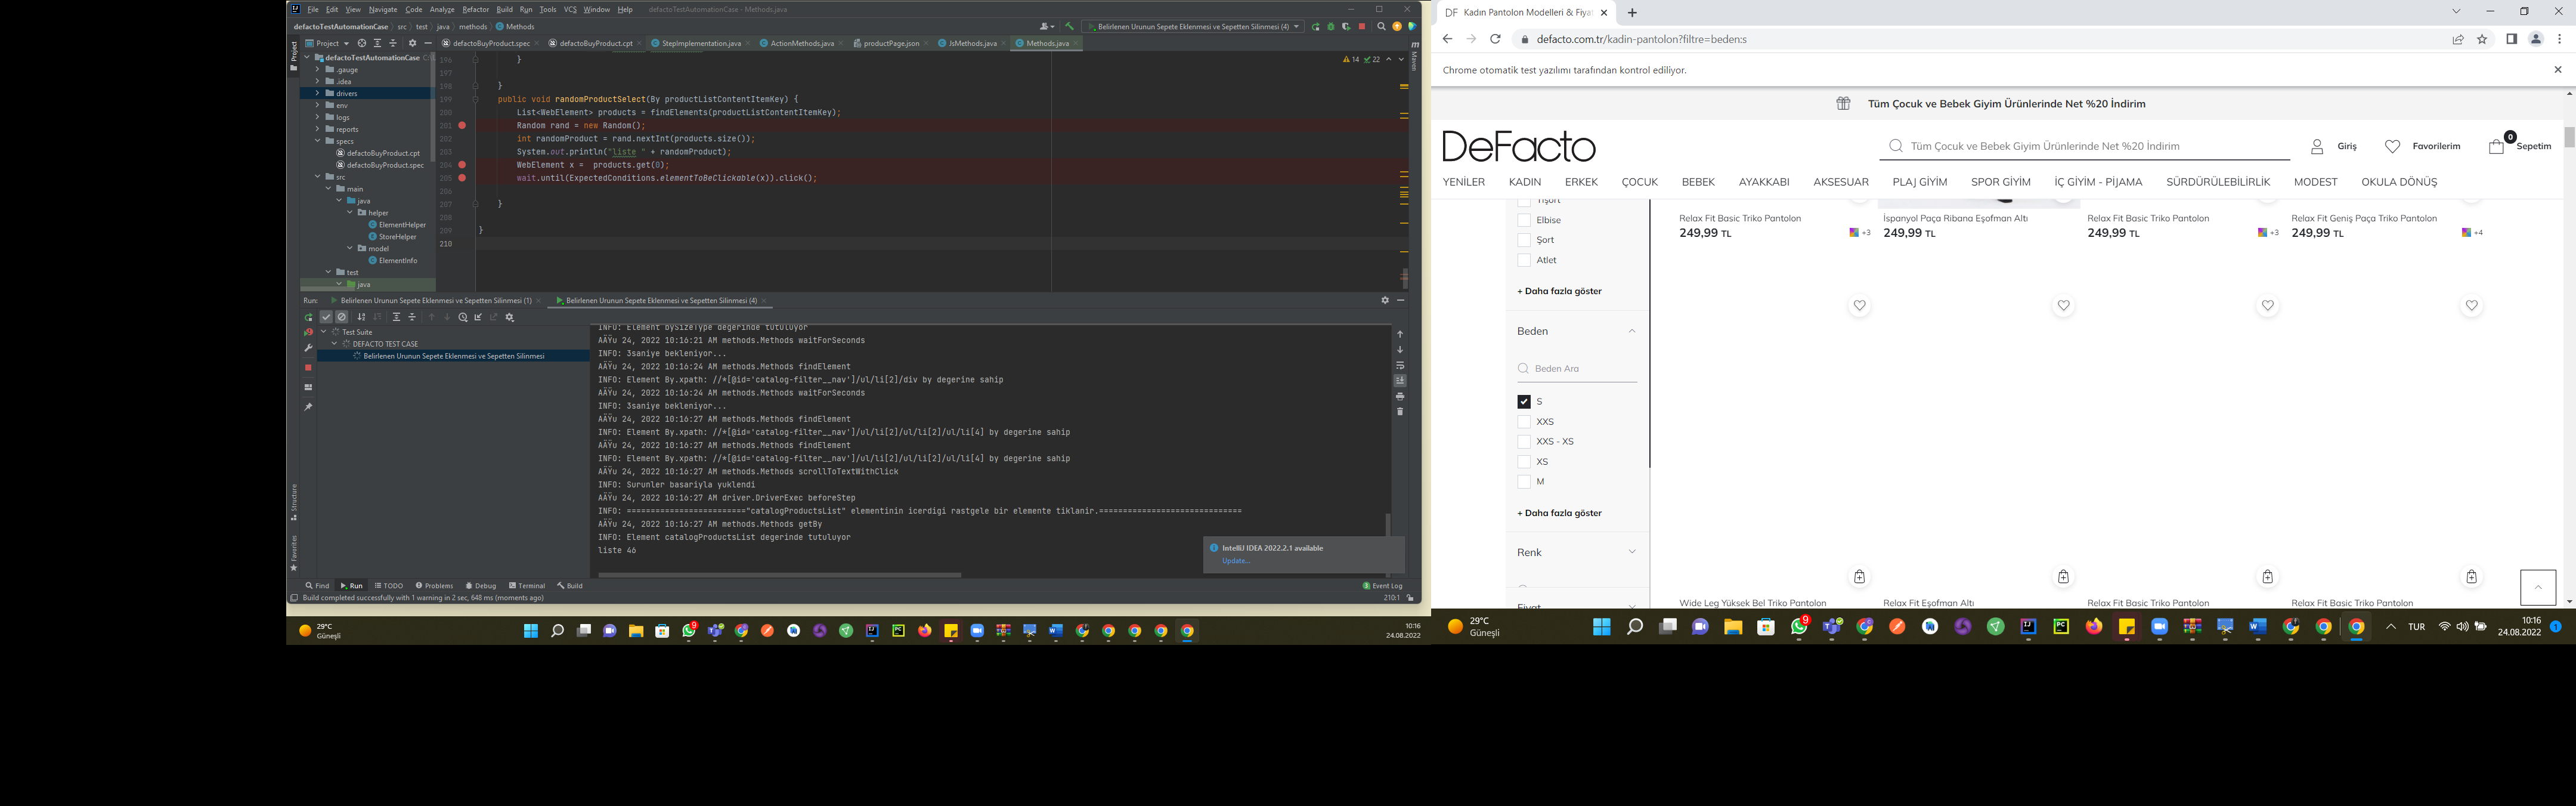 File Edit View Navigate Code Analyze Refactor Build Run Tools VCS Window Help defactoTestAutomationCase - Methods.java
defactoTestAutomationCase src test java methods Methods
Belirlenen Urunun Sepete Eklenmesi ve Sepetten Silinmesi (4)
Project
defactoBuyProduct.spec defactoBuyProduct.cpt StepImplementation.java ActionMethods.java productPage.json JsMethods.java Methods.java
Project
Maven
defactoTestAutomationCase
.gauge
.idea
drivers
env
logs
reports
specs
defactoBuyProduct.cpt
defactoBuyProduct.spec
src
main
java
helper
ElementHelper
StoreHelper
model
ElementInfo
test
java
14 22
196 }
197
198 }
199 public void randomProductSelect(By productListContentItemKey) {
200 List<WebElement> products = findElements(productListContentItemKey);
201 Random rand = new Random();
202 int randomProduct = rand.nextInt(products.size());
203 System.out.println("liste " + randomProduct);
204 WebElement x =  products.get(0);
205 wait.until(ExpectedConditions.elementToBeClickable(x)).click();
206
207 }
208
209 }
210
Run: Belirlenen Urunun Sepete Eklenmesi ve Sepetten Silinmesi (1) Belirlenen Urunun Sepete Eklenmesi ve Sepetten Silinmesi (4)
Test Suite
DEFACTO TEST CASE
Belirlenen Urunun Sepete Eklenmesi ve Sepetten Silinmesi
INFO: Element bySizeType degerinde tutuluyor
AÄŸu 24, 2022 10:16:21 AM methods.Methods waitForSeconds
INFO: 3saniye bekleniyor...
AÄŸu 24, 2022 10:16:24 AM methods.Methods findElement
INFO: Element By.xpath: //*[@id='catalog-filter__nav']/ul/li[2]/div by degerine sahip
AÄŸu 24, 2022 10:16:24 AM methods.Methods waitForSeconds
INFO: 3saniye bekleniyor...
AÄŸu 24, 2022 10:16:27 AM methods.Methods findElement
INFO: Element By.xpath: //*[@id='catalog-filter__nav']/ul/li[2]/ul/li[2]/ul/li[4] by degerine sahip
AÄŸu 24, 2022 10:16:27 AM methods.Methods findElement
INFO: Element By.xpath: //*[@id='catalog-filter__nav']/ul/li[2]/ul/li[2]/ul/li[4] by degerine sahip
AÄŸu 24, 2022 10:16:27 AM methods.Methods scrollToTextWithClick
INFO: Surunler basariyla yuklendi
AÄŸu 24, 2022 10:16:27 AM driver.DriverExec beforeStep
INFO: =========================="catalogProductsList" elementinin icerdigi rastgele bir elemente tiklanir.==============================
AÄŸu 24, 2022 10:16:27 AM methods.Methods getBy
INFO: Element catalogProductsList degerinde tutuluyor
liste 46
IntelliJ IDEA 2022.2.1 available
Update...
Structure
Favorites
Find Run TODO Problems Debug Terminal Build
Event Log
Build completed successfully with 1 warning in 2 sec, 648 ms (moments ago)
210:1
29°C
Güneşli
9
10:16
24.08.2022
DF Kadın Pantolon Modelleri & Fiya
defacto.com.tr/kadin-pantolon?filtre=beden:s
Chrome otomatik test yazılımı tarafından kontrol ediliyor.
Tüm Çocuk ve Bebek Giyim Ürünlerinde Net %20 İndirim
DeFacto
Tüm Çocuk ve Bebek Giyim Ürünlerinde Net %20 İndirim
Giriş
Favorilerim
0
Sepetim
YENİLER KADIN ERKEK ÇOCUK BEBEK AYAKKABI AKSESUAR PLAJ GİYİM SPOR GİYİM İÇ GİYİM - PİJAMA SÜRDÜRÜLEBİLİRLİK MODEST OKULA DÖNÜŞ
Tişört
Elbise
Şort
Atlet
+ Daha fazla göster
Beden
Beden Ara
S
XXS
XXS - XS
XS
M
+ Daha fazla göster
Renk
Fiyat
Relax Fit Basic Triko Pantolon
249,99 TL
+3
İspanyol Paça Ribana Eşofman Altı
249,99 TL
Relax Fit Basic Triko Pantolon
249,99 TL
+3
Relax Fit Geniş Paça Triko Pantolon
249,99 TL
+4
Wide Leg Yüksek Bel Triko Pantolon
Relax Fit Eşofman Altı
Relax Fit Basic Triko Pantolon
Relax Fit Basic Triko Pantolon
29°C
Güneşli
9
TUR
10:16
24.08.2022
1